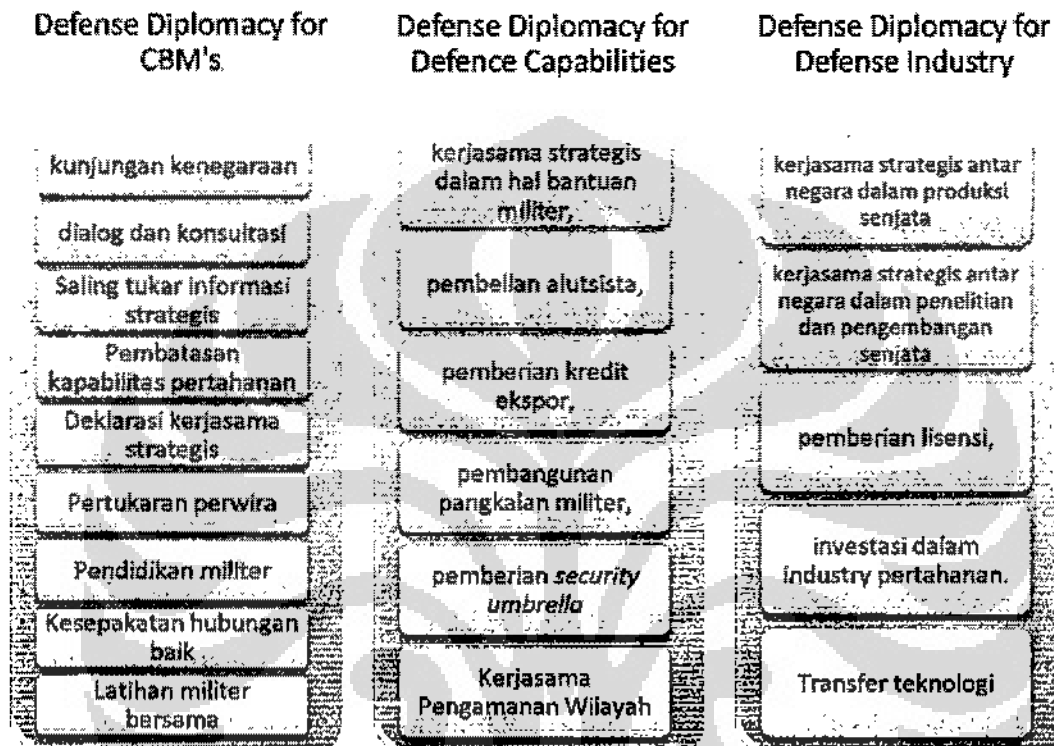 Defense Diplomacy for
CBM's
kunjungan kenegaraan
dialog dan konsultasi
Saling tukar informasi
strategis
Pembatasan
kapabilitas pertahanan
Deklarasi kerjasama
strategis
Pertukaran perwira
Pendidikan militer
Kesepakatan hubungan
baik
Latihan militer
bersama
Defense Diplomacy for
Defence Capabilities
kerjasama strategis
dalam hal bantuan
militer,
pembelian alutsista,
pemberian kredit
ekspor,
pembangunan
pangkalan militer,
pemberian security
umbrella
Kerjasama
Pengamanan Wilayah
Defense Diplomacy for
Defense Industry
kerjasama strategis antar
negara dalam produksi
senjata
kerjasama strategis antar
negara dalam penelitian
dan pengembangan
senjata
pemberian lisensi,
investasi dalam
industry pertahanan.
Transfer teknologi